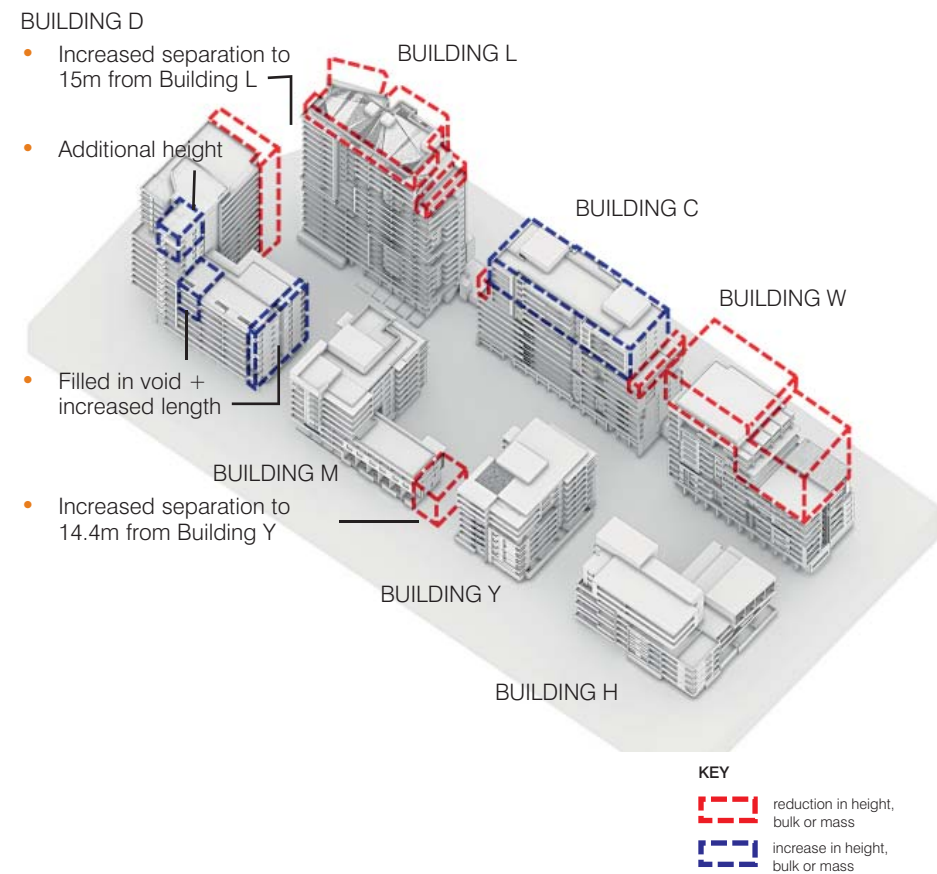 BUILDING D
• Increased separation to
15m from Building L
• Additional height
• Filled in void +
increased length
• Increased separation to
14.4m from Building Y
BUILDING L
BUILDING C
BUILDING W
BUILDING M
BUILDING Y
BUILDING H
KEY
reduction in height,
bulk or mass
increase in height,
bulk or mass